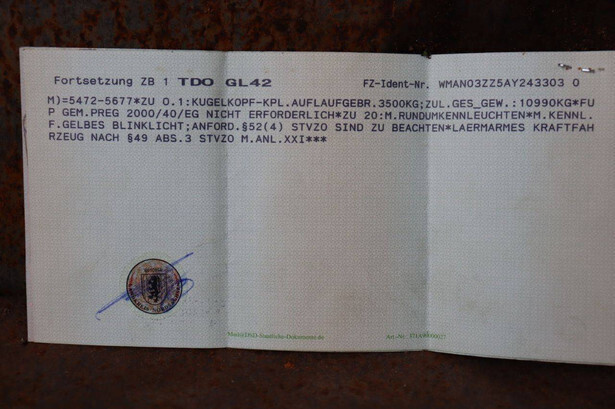 Fortsetzung ZB 1 TDO GL42 FZ-Ident-Nr. WMAN03ZZ5AY243303 0
M)=5472-5677*ZU O.1:KUGELKOPF-KPL.AUFLAUFGEBR.3500KG;ZUL.GES_GEW.:10990KG*FU
P GEM.PREG 2000/40/EG NICHT ERFORDERLICH*ZU 20:M.RUNDUMKENNLEUCHTEN*M.KENNL.
F.GELBES BLINKLICHT;ANFORD.§52(4) STVZO SIND ZU BEACHTEN*LAERMARMES KRAFTFAH
RZEUG NACH §49 ABS.3 STVZO M.ANL.XXI***